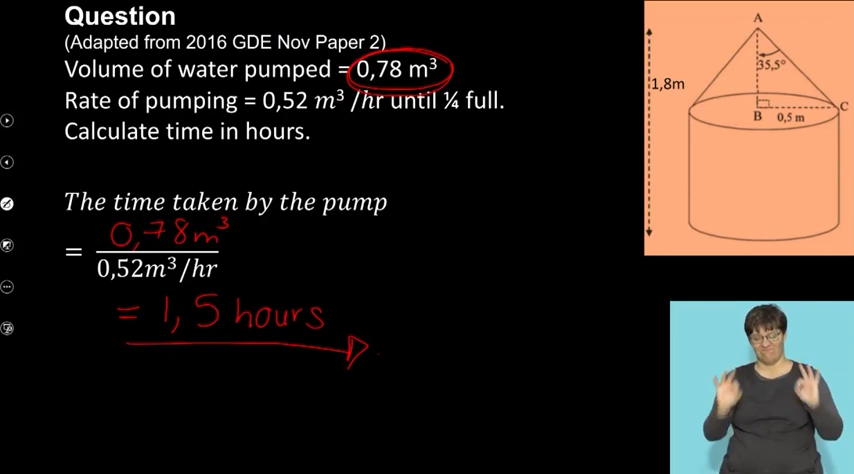 Question
(Adapted from 2016 GDE Nov Paper 2)
Volume of water pumped = 0,78 m³
Rate of pumping = 0,52 m³/hr until ¼ full.
Calculate time in hours.
The time taken by the pump
= 0,78m³
0,52m³/hr
= 1,5 hours
A
35,5°
1,8m
B
0,5 m
C